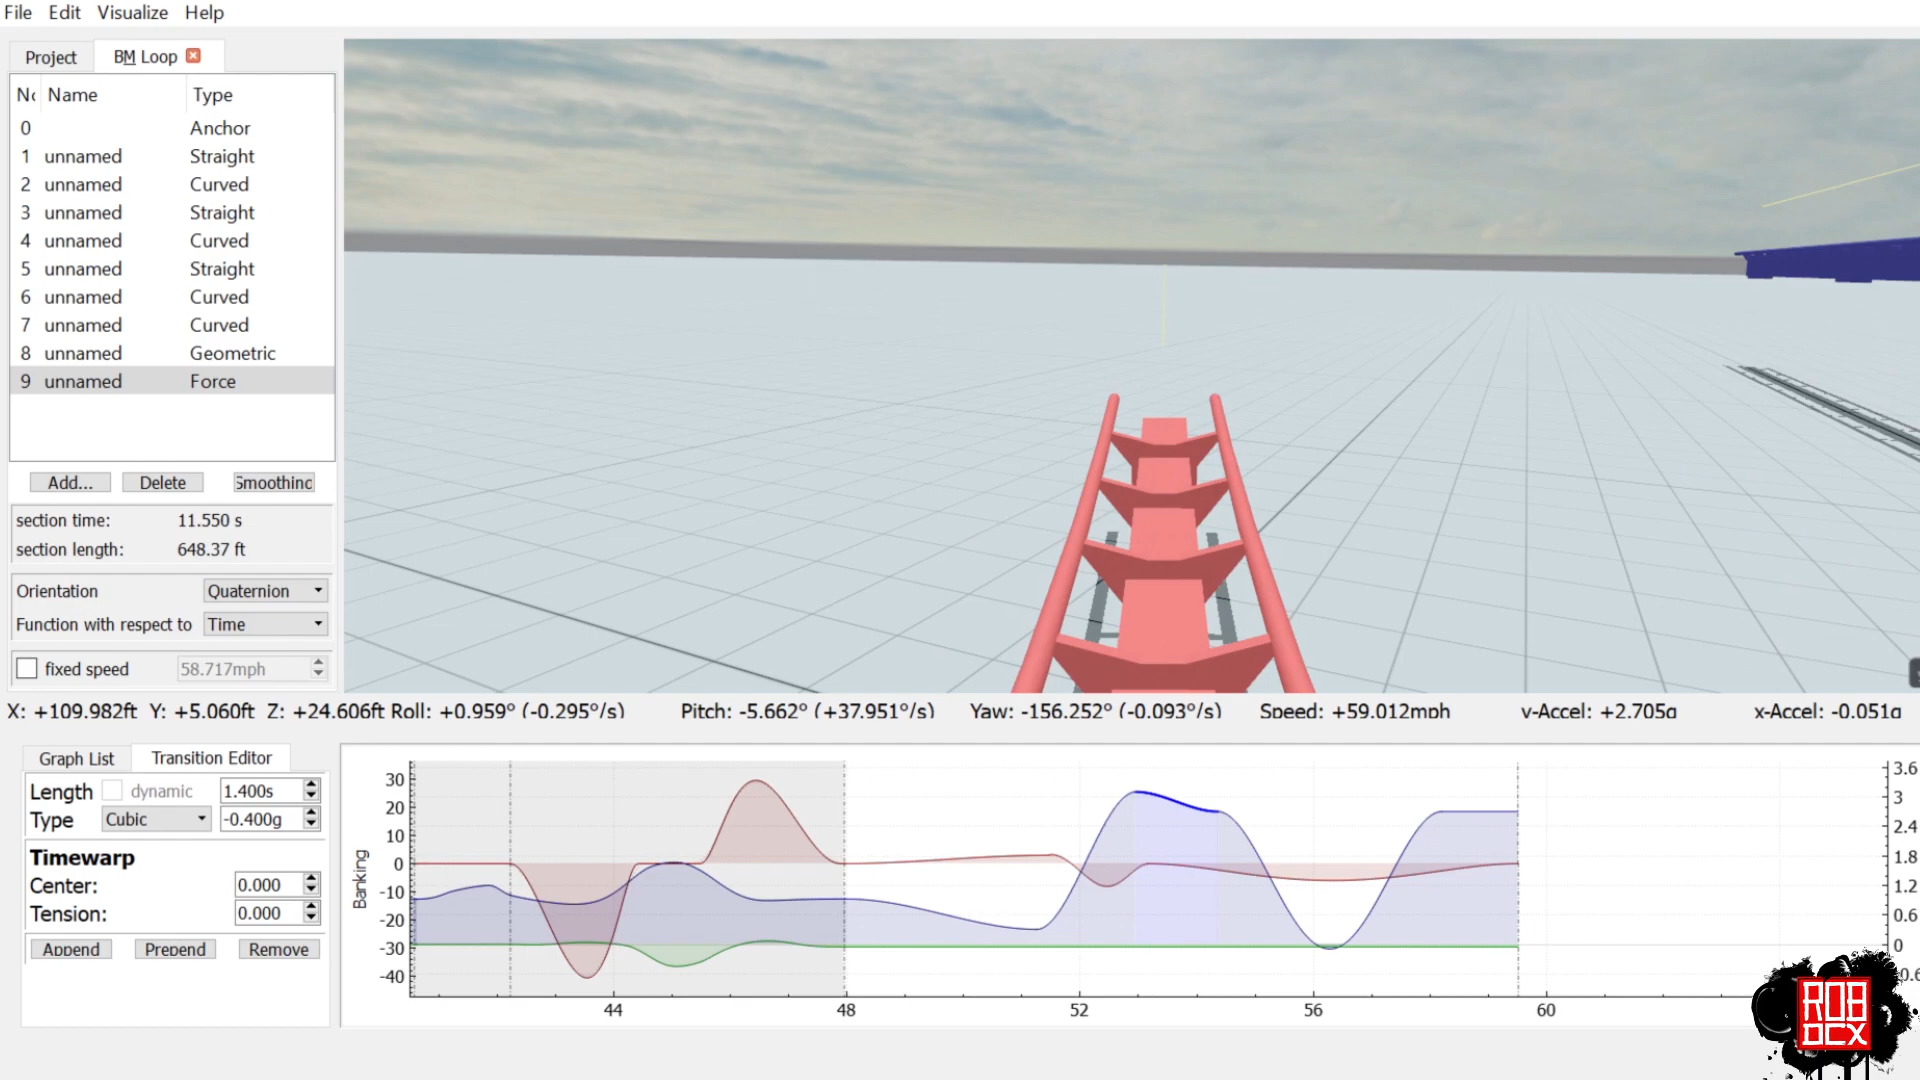 File Edit Visualize Help
Project BM Loop
Name Type
0 Anchor
1 unnamed Straight
2 unnamed Curved
3 unnamed Straight
4 unnamed Curved
5 unnamed Straight
6 unnamed Curved
7 unnamed Curved
8 unnamed Geometric
9 unnamed Force
Add... Delete Smoothing
section time: 11.550 s
section length: 648.37 ft
Orientation Quaternion
Function with respect to Time
fixed speed 58.717mph
X: +109.982ft Y: +5.060ft Z: +24.606ft Roll: +0.959° (-0.295°/s) Pitch: -5.662° (+37.951°/s) Yaw: -156.252° (-0.093°/s) Speed: +59.012mph v-Accel: +2.705g x-Accel: -0.051g
Graph List Transition Editor
Length dynamic 1.400s
Type Cubic -0.400g
Timewarp
Center: 0.000
Tension: 0.000
Append Prepend Remove
Banking
30
20
10
0
-10
-20
-30
-40
44 48 52 56 60
3.6
3
2.4
1.8
1.2
0.6
0
ROB
DCX